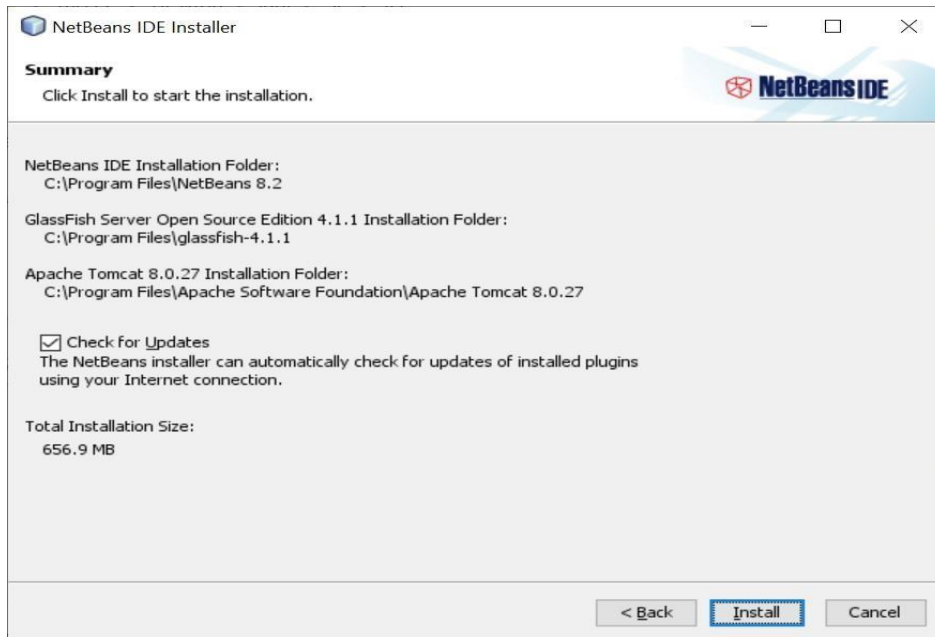 NetBeans IDE Installer
Summary
Click Install to start the installation.
NetBeans IDE
NetBeans IDE Installation Folder:
C:\Program Files\NetBeans 8.2
GlassFish Server Open Source Edition 4.1.1 Installation Folder:
C:\Program Files\glassfish-4.1.1
Apache Tomcat 8.0.27 Installation Folder:
C:\Program Files\Apache Software Foundation\Apache Tomcat 8.0.27
Check for Updates
The NetBeans installer can automatically check for updates of installed plugins
using your Internet connection.
Total Installation Size:
656.9 MB
< Back Install Cancel